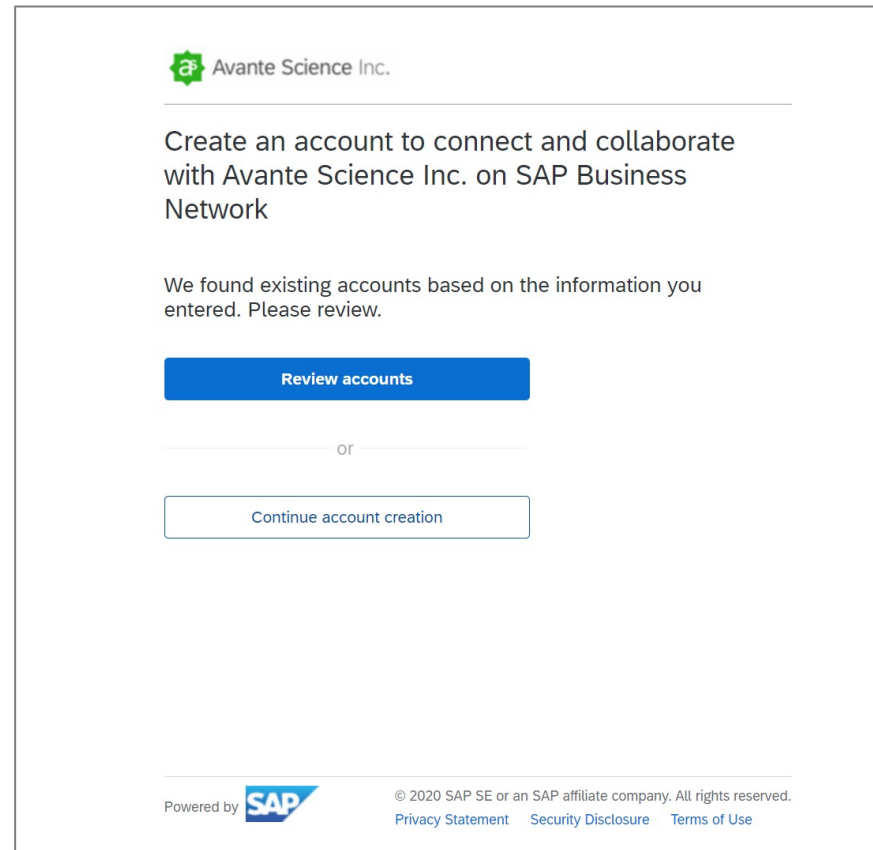 as Avante Science Inc.
Create an account to connect and collaborate
with Avante Science Inc. on SAP Business
Network
We found existing accounts based on the information you
entered. Please review.
Review accounts
or
Continue account creation
Powered by SAP
© 2020 SAP SE or an SAP affiliate company. All rights reserved.
Privacy Statement Security Disclosure Terms of Use